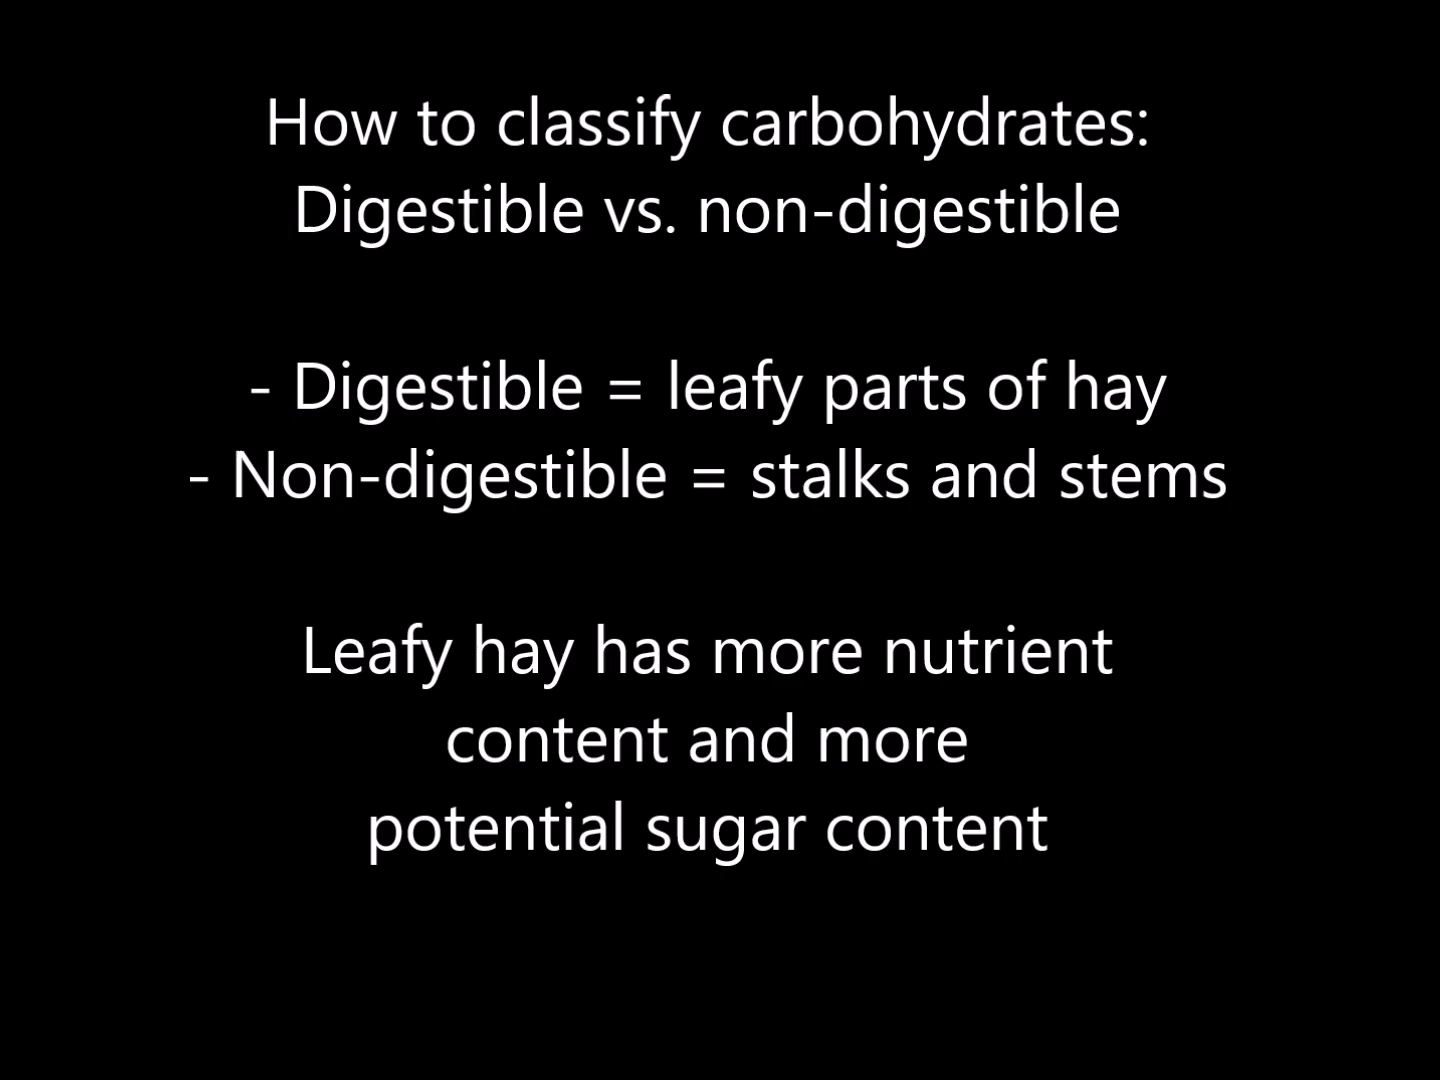 How to classify carbohydrates:
Digestible vs. non-digestible
- Digestible = leafy parts of hay
- Non-digestible = stalks and stems
Leafy hay has more nutrient
content and more
potential sugar content